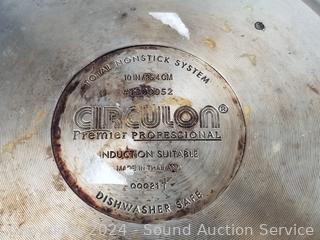 TOTAL NONSTICK SYSTEM
10 IN / 25.4 CM
CIRCULON®
Premier PROFESSIONAL
INDUCTION SUITABLE
MADE IN THAILAND
DISHWASHER SAFE
2024 - Sound Auction Service